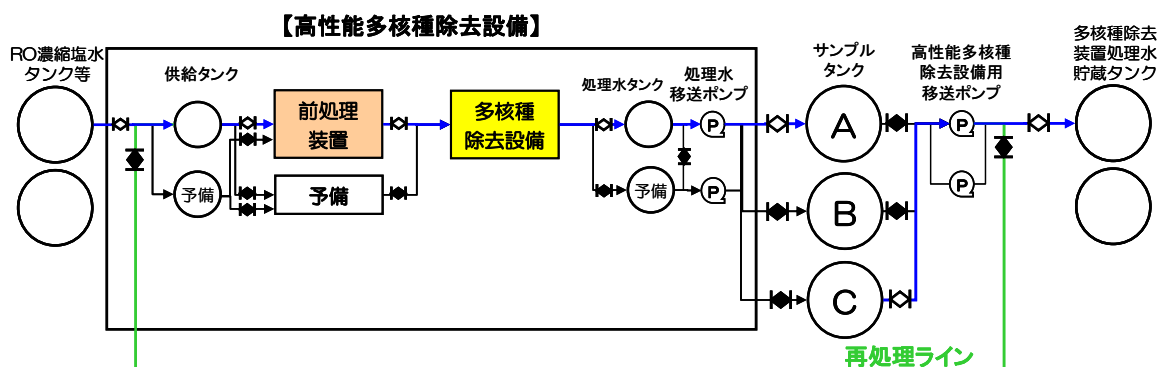 【高性能多核種除去設備】
RO濃縮塩水
タンク等
供給タンク
予備
前処理
装置
予備
多核種
除去設備
処理水タンク
予備
処理水
移送ポンプ
P
P
サンプル
タンク
A
B
C
高性能多核種
除去設備用
移送ポンプ
P
P
多核種除去
装置処理水
貯蔵タンク
再処理ライン